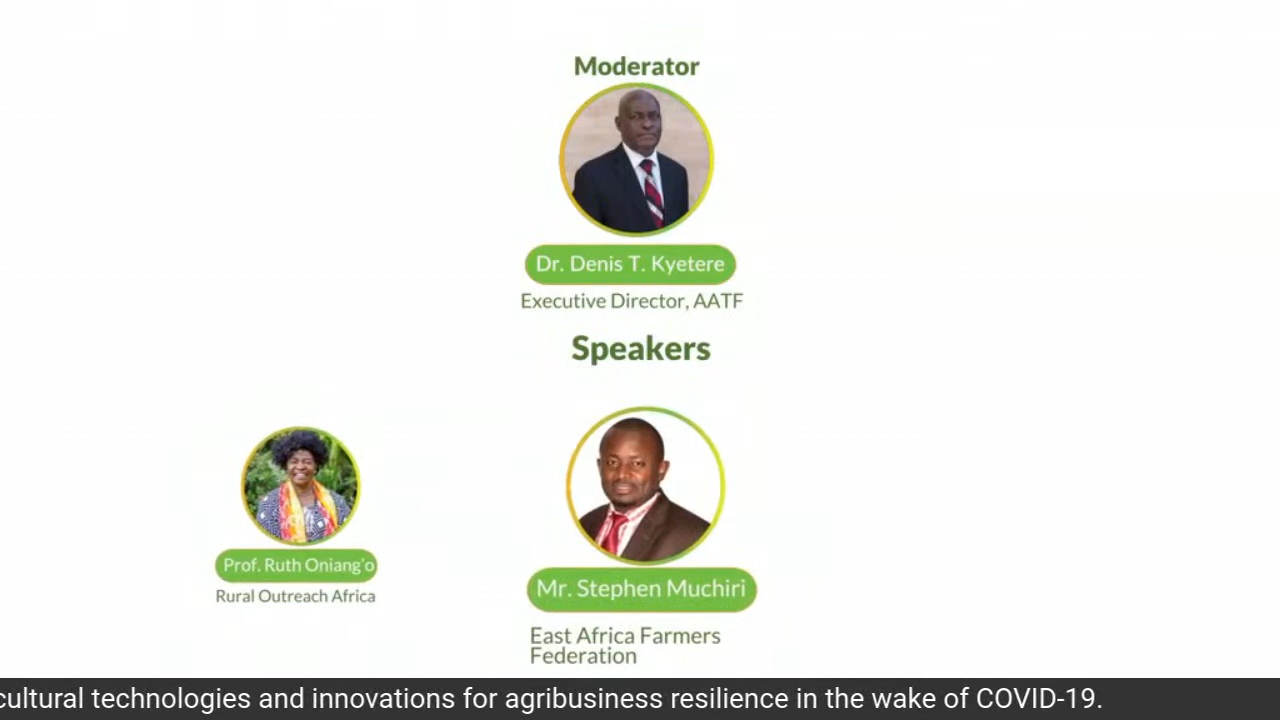 Moderator
Dr. Denis T. Kyetere
Executive Director, AATF
Speakers
Prof. Ruth Oniang'o
Rural Outreach Africa
Mr. Stephen Muchiri
East Africa Farmers
Federation
cultural technologies and innovations for agribusiness resilience in the wake of COVID-19.